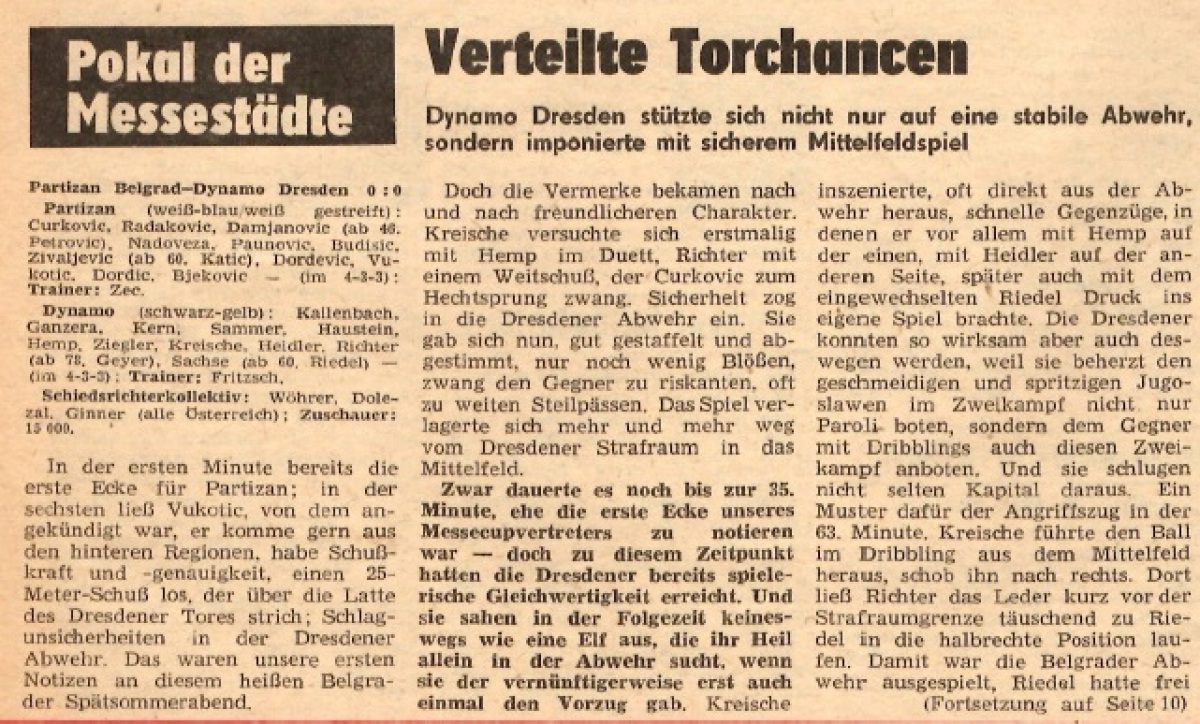 Pokal der
Messestädte
Verteilte Torchancen
Dynamo Dresden stützte sich nicht nur auf eine stabile Abwehr,
sondern imponierte mit sicherem Mittelfeldspiel
Partizan Belgrad—Dynamo Dresden 0 : 0
Partizan (weiß-blau/weiß gestreift):
Curkovic, Radakovic, Damjanovic (ab 46.
Petrovic), Nadoveza, Paunovic, Budisic,
Zivaljevic (ab 60. Katic), Dordevic, Vu-
kotic, Dordic, Bjekovic — (im 4-3-3):
Trainer: Zec.
Dynamo (schwarz-gelb): Kallenbach,
Ganzera, Kern, Sammer, Haustein,
Hemp, Ziegler, Kreische, Heidler, Richter
(ab 78. Geyer), Sachse (ab 60. Riedel) —
(im 4-3-3); Trainer: Fritzsch.
Schiedsrichterkollektiv: Wöhrer, Dole-
zal, Ginner (alle Österreich); Zuschauer:
15 000.
In der ersten Minute bereits die
erste Ecke für Partizan; in der
sechsten ließ Vukotic, von dem an-
gekündigt war, er komme gern aus
den hinteren Regionen, habe Schuß-
kraft und -genauigkeit, einen 25-
Meter-Schuß los, der über die Latte
des Dresdener Tores strich; Schlag-
unsicherheiten in der Dresdener
Abwehr. Das waren unsere ersten
Notizen an diesem heißen Belgra-
der Spätsommerabend.
Doch die Vermerke bekamen nach
und nach freundlicheren Charakter.
Kreische versuchte sich erstmalig
mit Hemp im Duett, Richter mit
einem Weitschuß, der Curkovic zum
Hechtsprung zwang. Sicherheit zog
in die Dresdener Abwehr ein. Sie
gab sich nun, gut gestaffelt und ab-
gestimmt, nur noch wenig Blößen,
zwang den Gegner zu riskanten, oft
zu weiten Steilpässen. Das Spiel ver-
lagerte sich mehr und mehr weg
vom Dresdener Strafraum in das
Mittelfeld.
Zwar dauerte es noch bis zur 35.
Minute, ehe die erste Ecke unseres
Messecupvertreters zu notieren
war — doch zu diesem Zeitpunkt
hatten die Dresdener bereits spiele-
rische Gleichwertigkeit erreicht. Und
sie sahen in der Folgezeit keines-
wegs wie eine Elf aus, die ihr Heil
allein in der Abwehr sucht, wenn
sie der vernünftigerweise erst auch
einmal den Vorzug gab. Kreische
inszenierte, oft direkt aus der Ab-
wehr heraus, schnelle Gegenzüge, in
denen er vor allem mit Hemp auf
der einen, mit Heidler auf der an-
deren Seite, später auch mit dem
eingewechselten Riedel Druck ins
eigene Spiel brachte. Die Dresdener
konnten so wirksam aber auch des-
wegen werden, weil sie beherzt den
geschmeidigen und spritzigen Jugo-
slawen im Zweikampf nicht nur
Paroli boten, sondern dem Gegner
mit Dribblings auch diesen Zwei-
kampf anboten. Und sie schlugen
nicht selten Kapital daraus. Ein
Muster dafür der Angriffszug in der
63. Minute. Kreische führte den Ball
im Dribbling aus dem Mittelfeld
heraus, schob ihn nach rechts. Dort
ließ Richter das Leder kurz vor der
Strafraumgrenze täuschend zu Rie-
del in die halbrechte Position lau-
fen. Damit war die Belgrader Ab-
wehr ausgespielt, Riedel hatte frei
(Fortsetzung auf Seite 10)